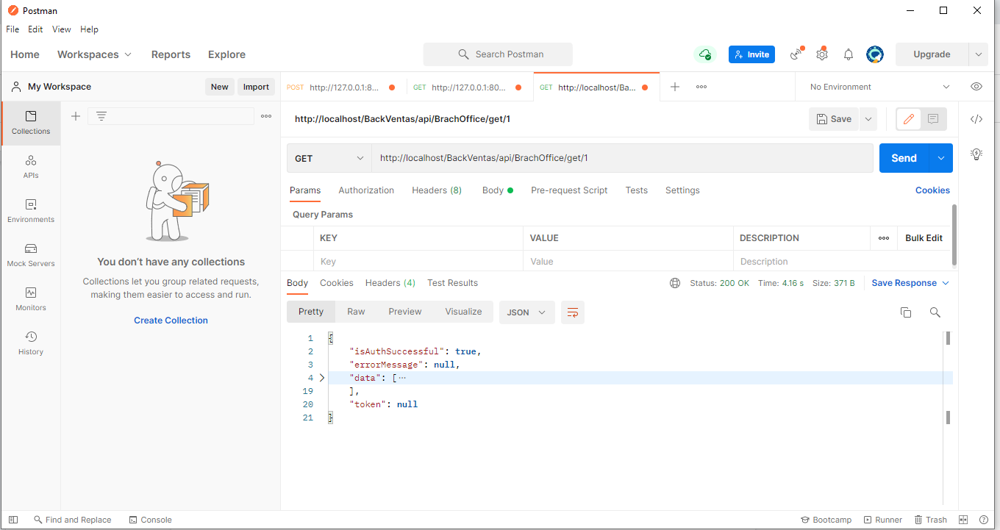 Postman
File Edit View Help
Home Workspaces Reports Explore Search Postman Invite Upgrade
My Workspace New Import
POST http://127.0.0.1:8... GET http://127.0.0.1:80... GET http://localhost/Ba... No Environment
Collections
APIs
Environments
Mock Servers
Monitors
History
You don't have any collections
Collections let you group related requests,
making them easier to access and run.
Create Collection
http://localhost/BackVentas/api/BrachOffice/get/1 Save
GET http://localhost/BackVentas/api/BrachOffice/get/1 Send
Params Authorization Headers (8) Body Pre-request Script Tests Settings Cookies
Query Params
KEY VALUE DESCRIPTION Bulk Edit
Key Value Description
Body Cookies Headers (4) Test Results Status: 200 OK Time: 4.16 s Size: 371 B Save Response
Pretty Raw Preview Visualize JSON
1 {
2 "isAuthSuccessful": true,
3 "errorMessage": null,
4 "data": [...
19 ],
20 "token": null
21 }
Find and Replace Console Bootcamp Runner Trash